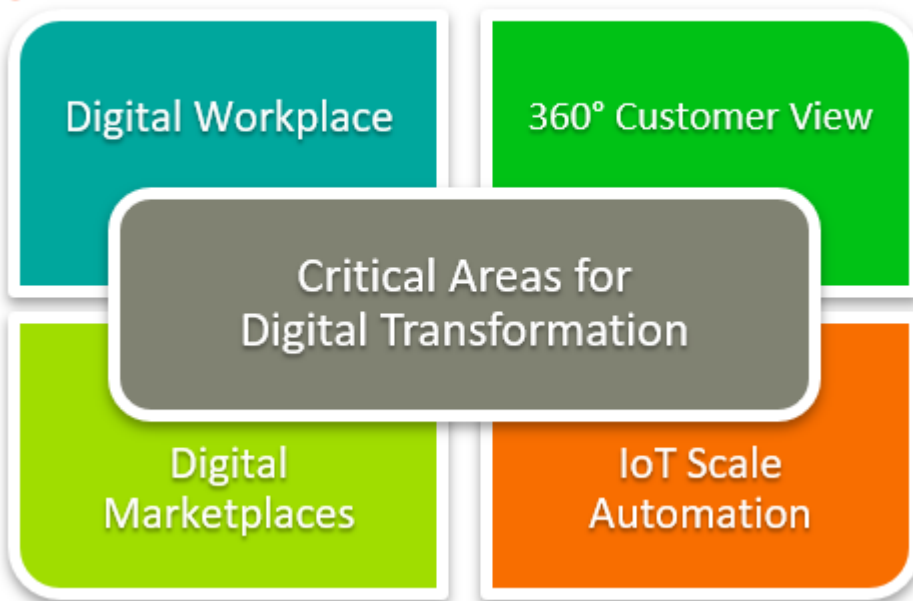 Digital Workplace
360° Customer View
Critical Areas for
Digital Transformation
Digital
Marketplaces
IoT Scale
Automation